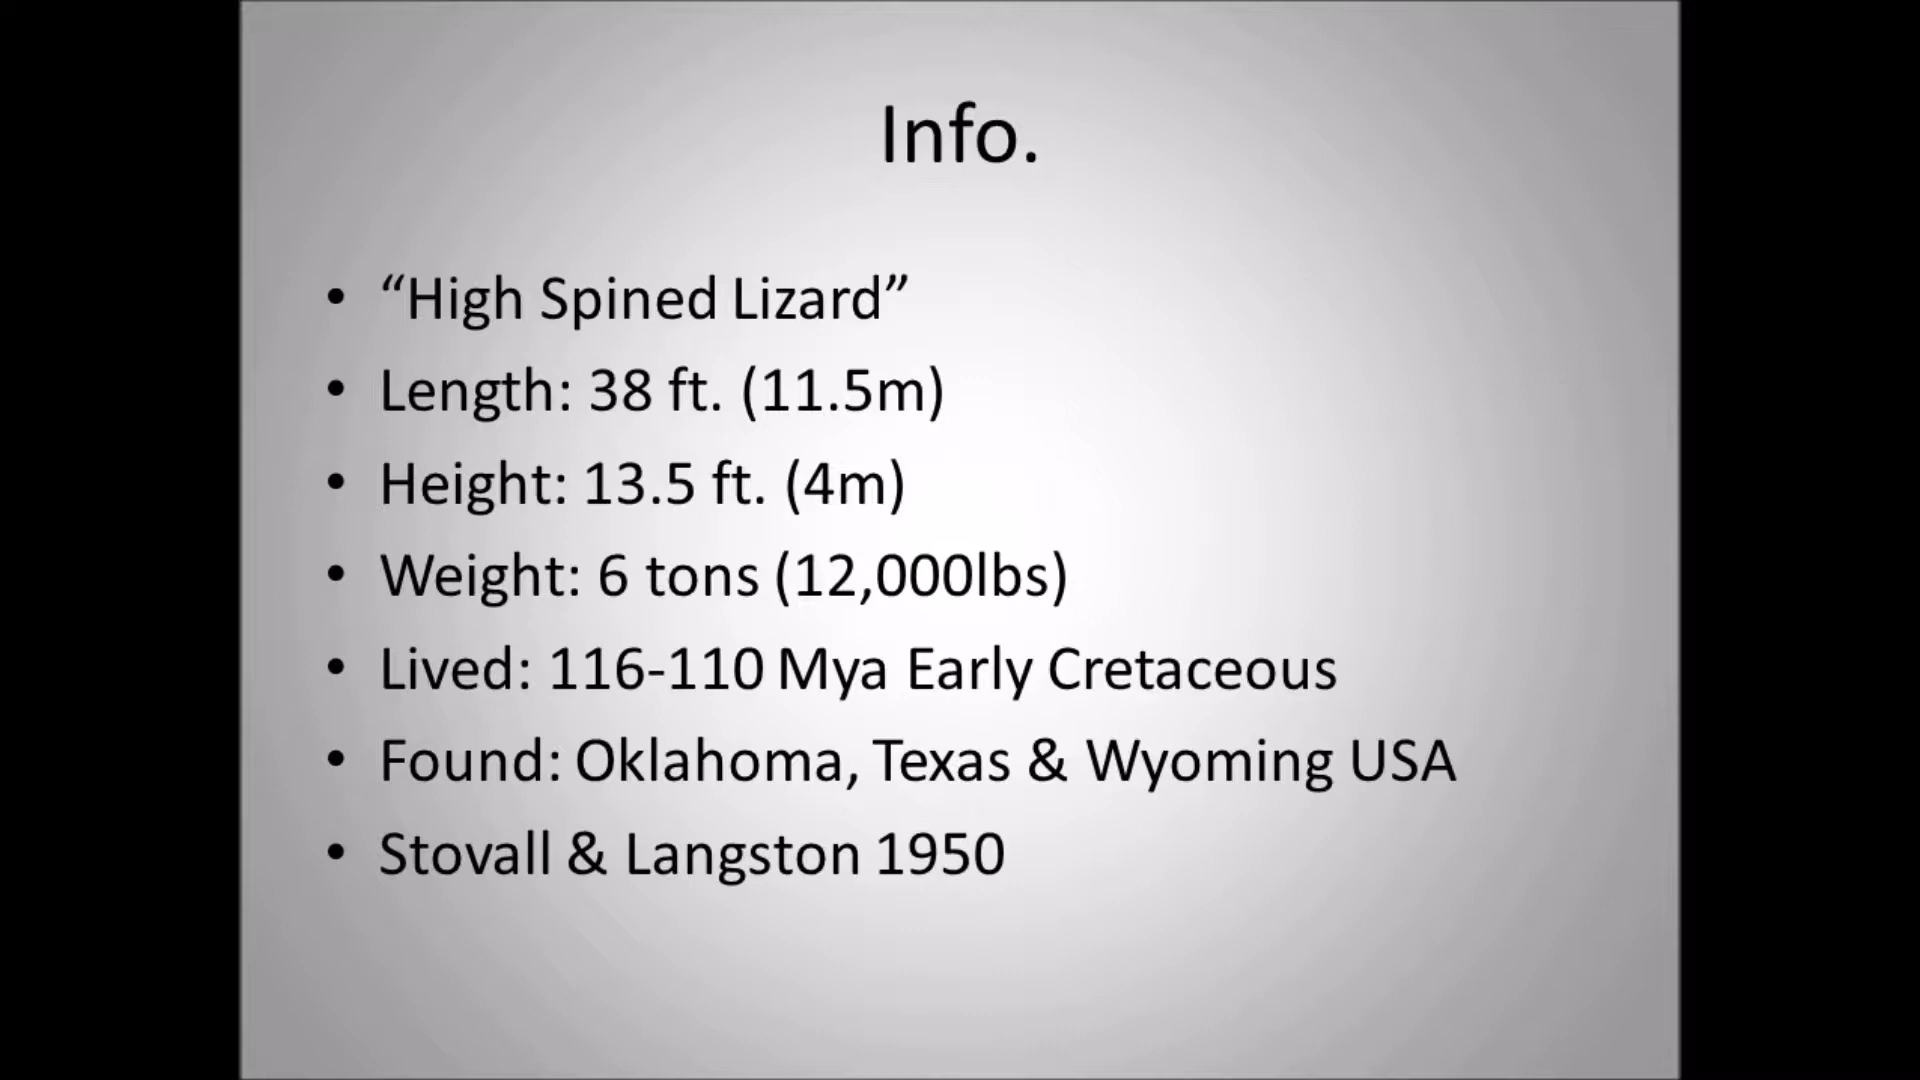 Info.
• “High Spined Lizard”
• Length: 38 ft. (11.5m)
• Height: 13.5 ft. (4m)
• Weight: 6 tons (12,000lbs)
• Lived: 116-110 Mya Early Cretaceous
• Found: Oklahoma, Texas & Wyoming USA
• Stovall & Langston 1950